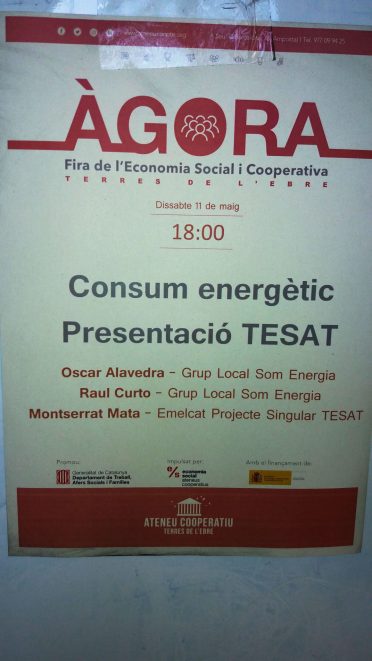 ÀGORA
Fira de l'Economia Social i Cooperativa
TERRES DE L'EBRE
Dissabte 11 de maig
18:00
Consum energètic
Presentació TESAT
Oscar Alavedra - Grup Local Som Energia
Raul Curto - Grup Local Som Energia
Montserrat Mata - Emelcat Projecte Singular TESAT
Promou:
Generalitat de Catalunya
Departament de Treball,
Afers Socials i Famílies
Impulsat per:
economia
social
ateneus
cooperatius
Amb el finançament de:
ATENEU COOPERATIU
TERRES DE L'EBRE